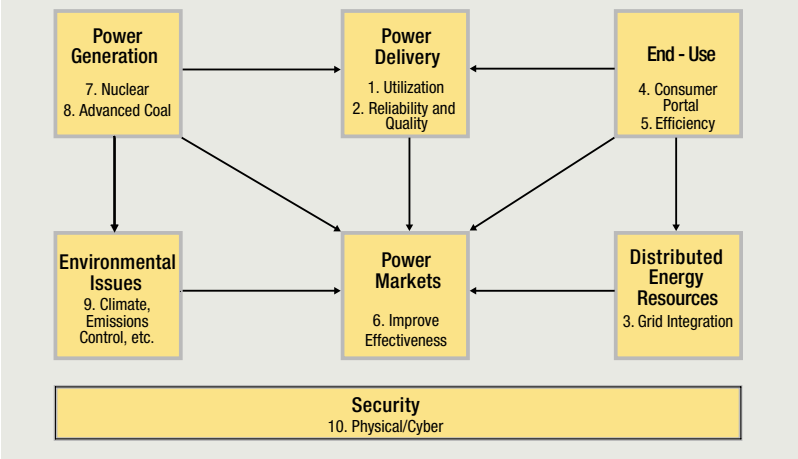 Power
Generation
7. Nuclear
8. Advanced Coal
Power
Delivery
1. Utilization
2. Reliability and
Quality
End - Use
4. Consumer
Portal
5. Efficiency
Environmental
Issues
9. Climate,
Emissions
Control, etc.
Power
Markets
6. Improve
Effectiveness
Distributed
Energy
Resources
3. Grid Integration
Security
10. Physical/Cyber